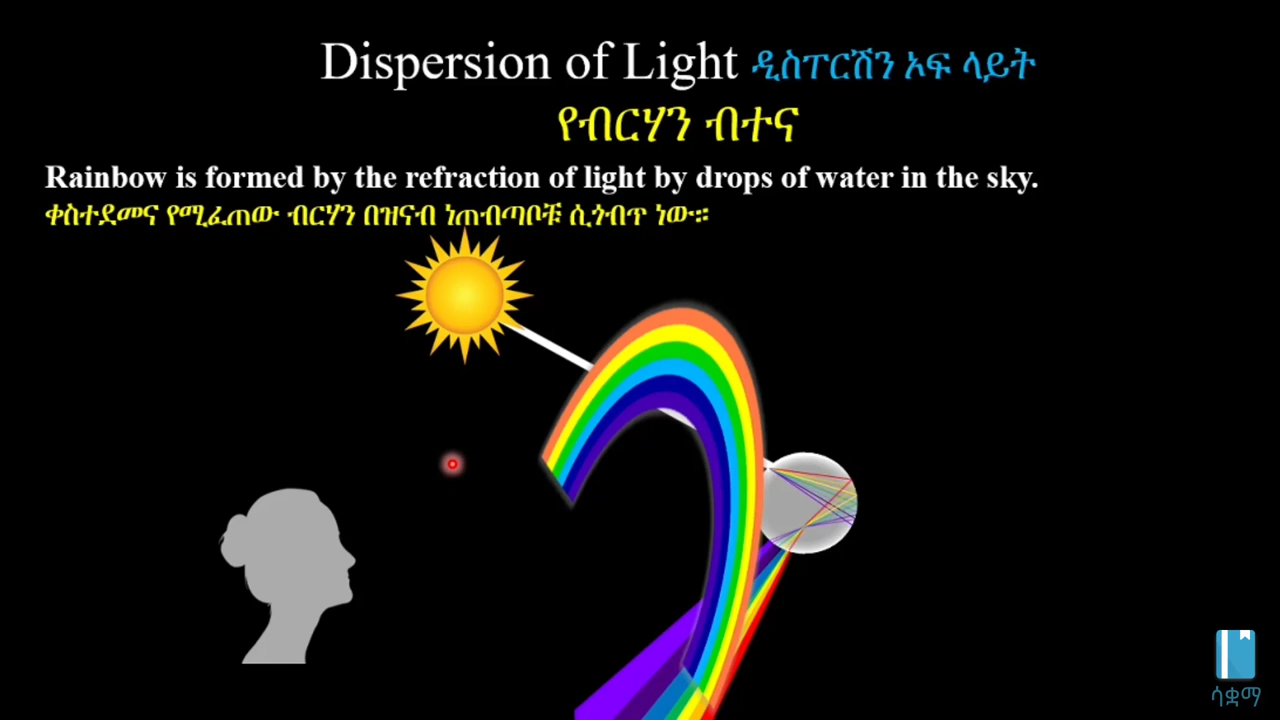 Dispersion of Light ዲስፐርሽን ኦፍ ላይት
የብርሃን ብተና
Rainbow is formed by the refraction of light by drops of water in the sky.
ቀስተደመና የሚፈጠው ብርሃን በዝናብ ነጠብጣቦቹ ሲጎብጥ ነው።
ሳቋማ